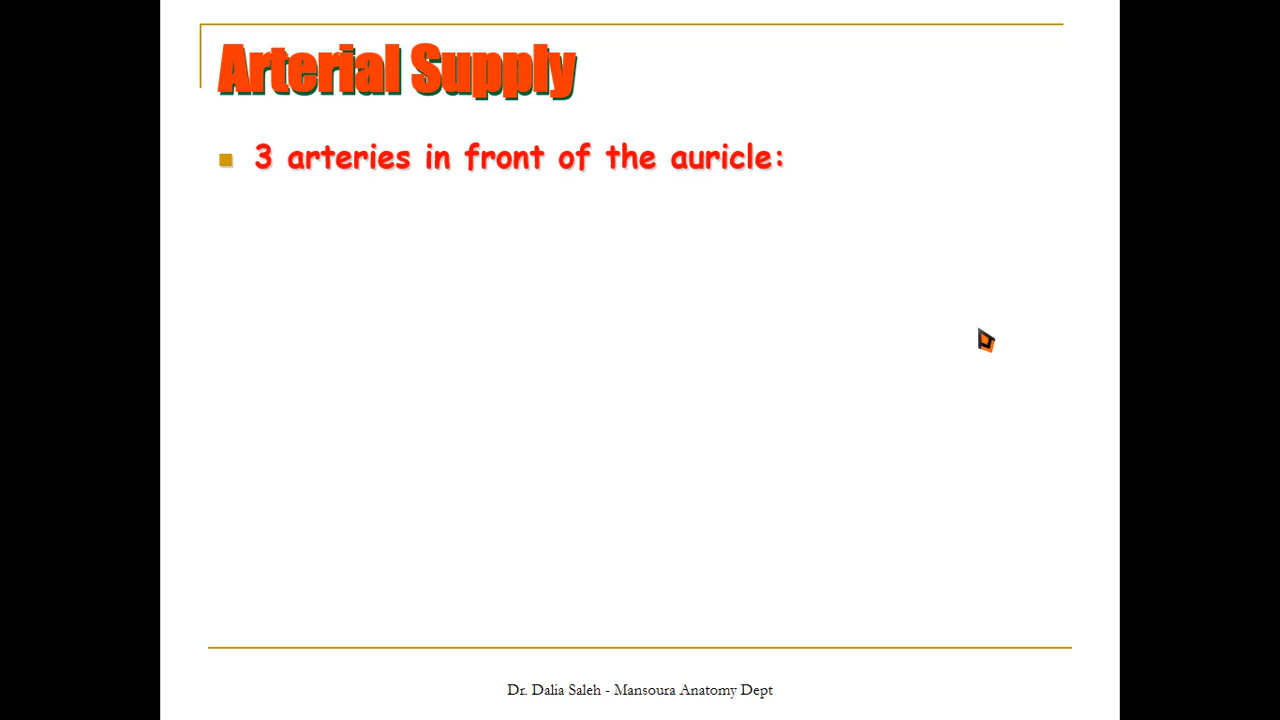 Arterial Supply
3 arteries in front of the auricle:
Dr. Dalia Saleh - Mansoura Anatomy Dept